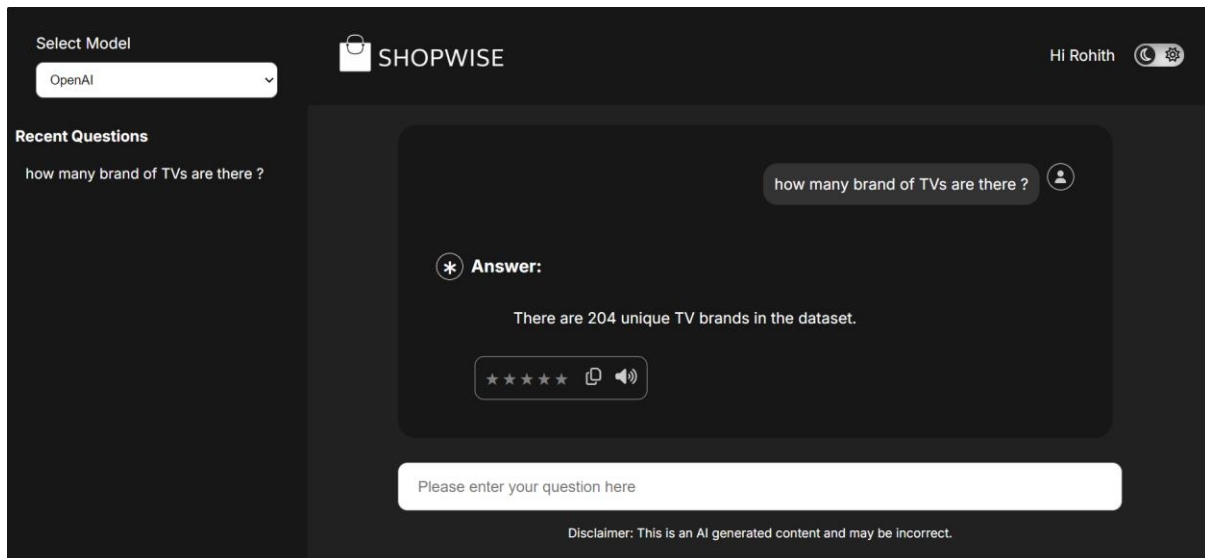 Select Model
OpenAI
Recent Questions
how many brand of TVs are there ?
SHOPWISE
Hi Rohith
how many brand of TVs are there ?
Answer:
There are 204 unique TV brands in the dataset.
Please enter your question here
Disclaimer: This is an AI generated content and may be incorrect.